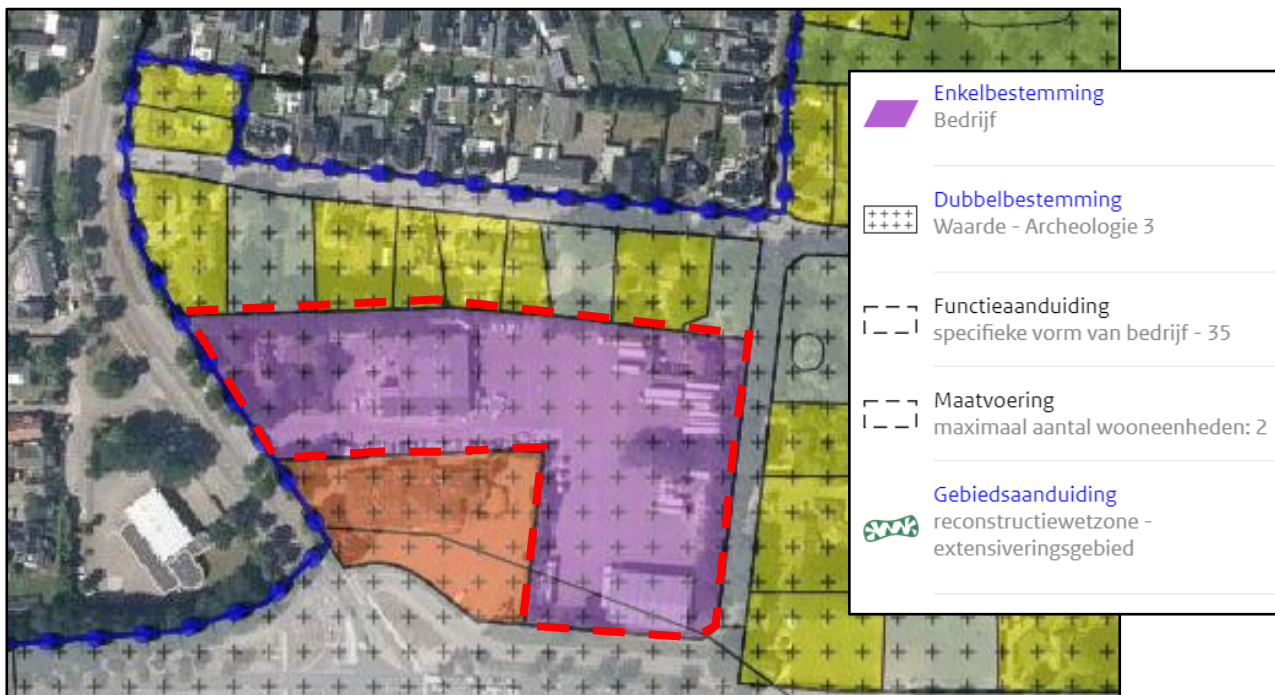 Enkelbestemming
Bedrijf
Dubbelbestemming
Waarde - Archeologie 3
Functieaanduiding
specifieke vorm van bedrijf - 35
Maatvoering
maximaal aantal wooneenheden: 2
Gebiedsaanduiding
reconstructiewetzone -
extensiveringsgebied